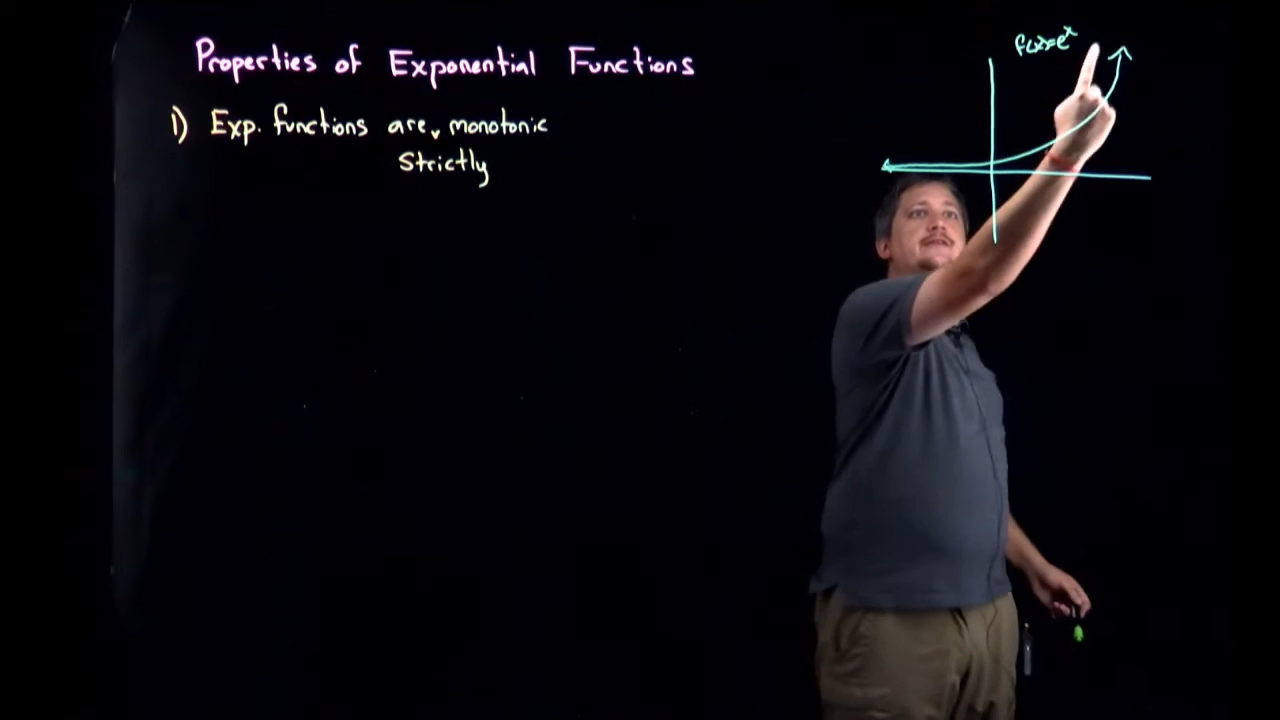 Properties of Exponential Functions
1) Exp. functions are, monotonic
Strictly
f(x)=e^x